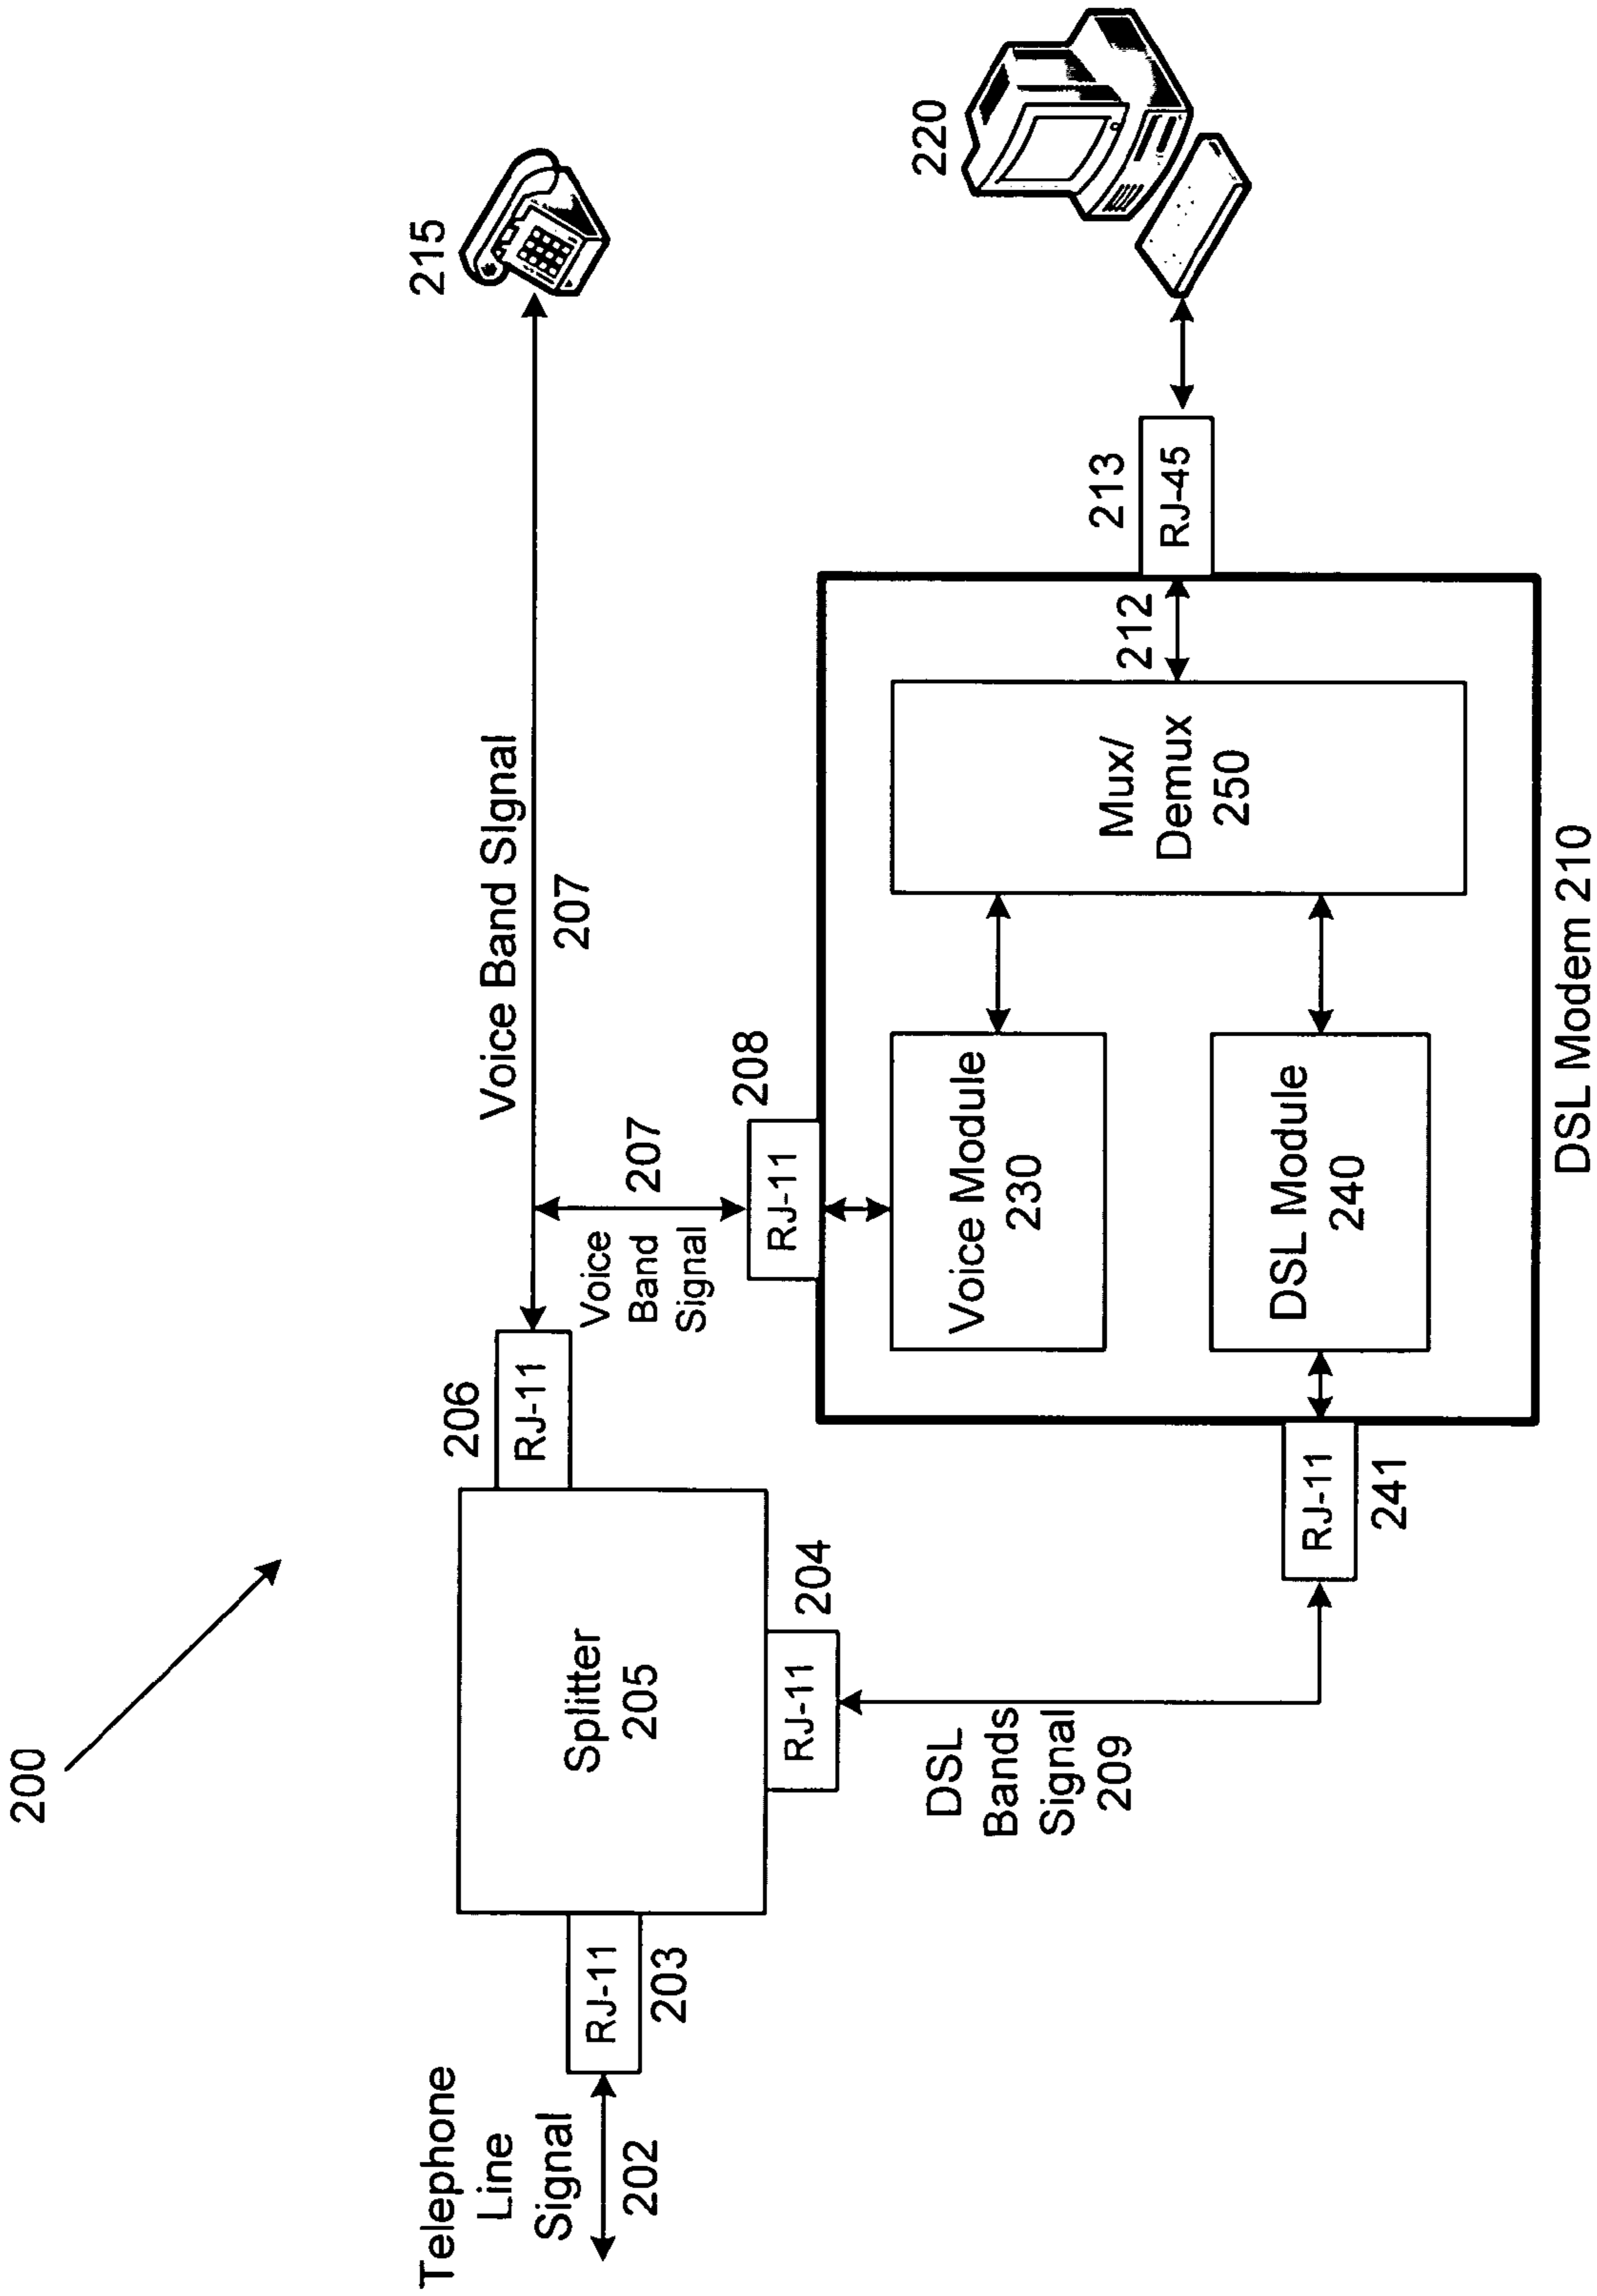 200
Telephone
Line
Signal
202
RJ-11
203
Splitter
205
RJ-11
204
RJ-11
206
Voice Band SIgnal
207
215
Voice
Band
Signal
207
RJ-11
208
DSL
Bands
Signal
209
RJ-11
241
Voice Module
230
DSL Module
240
Mux/
Demux
250
212
RJ-45
213
220
DSL Modem 210